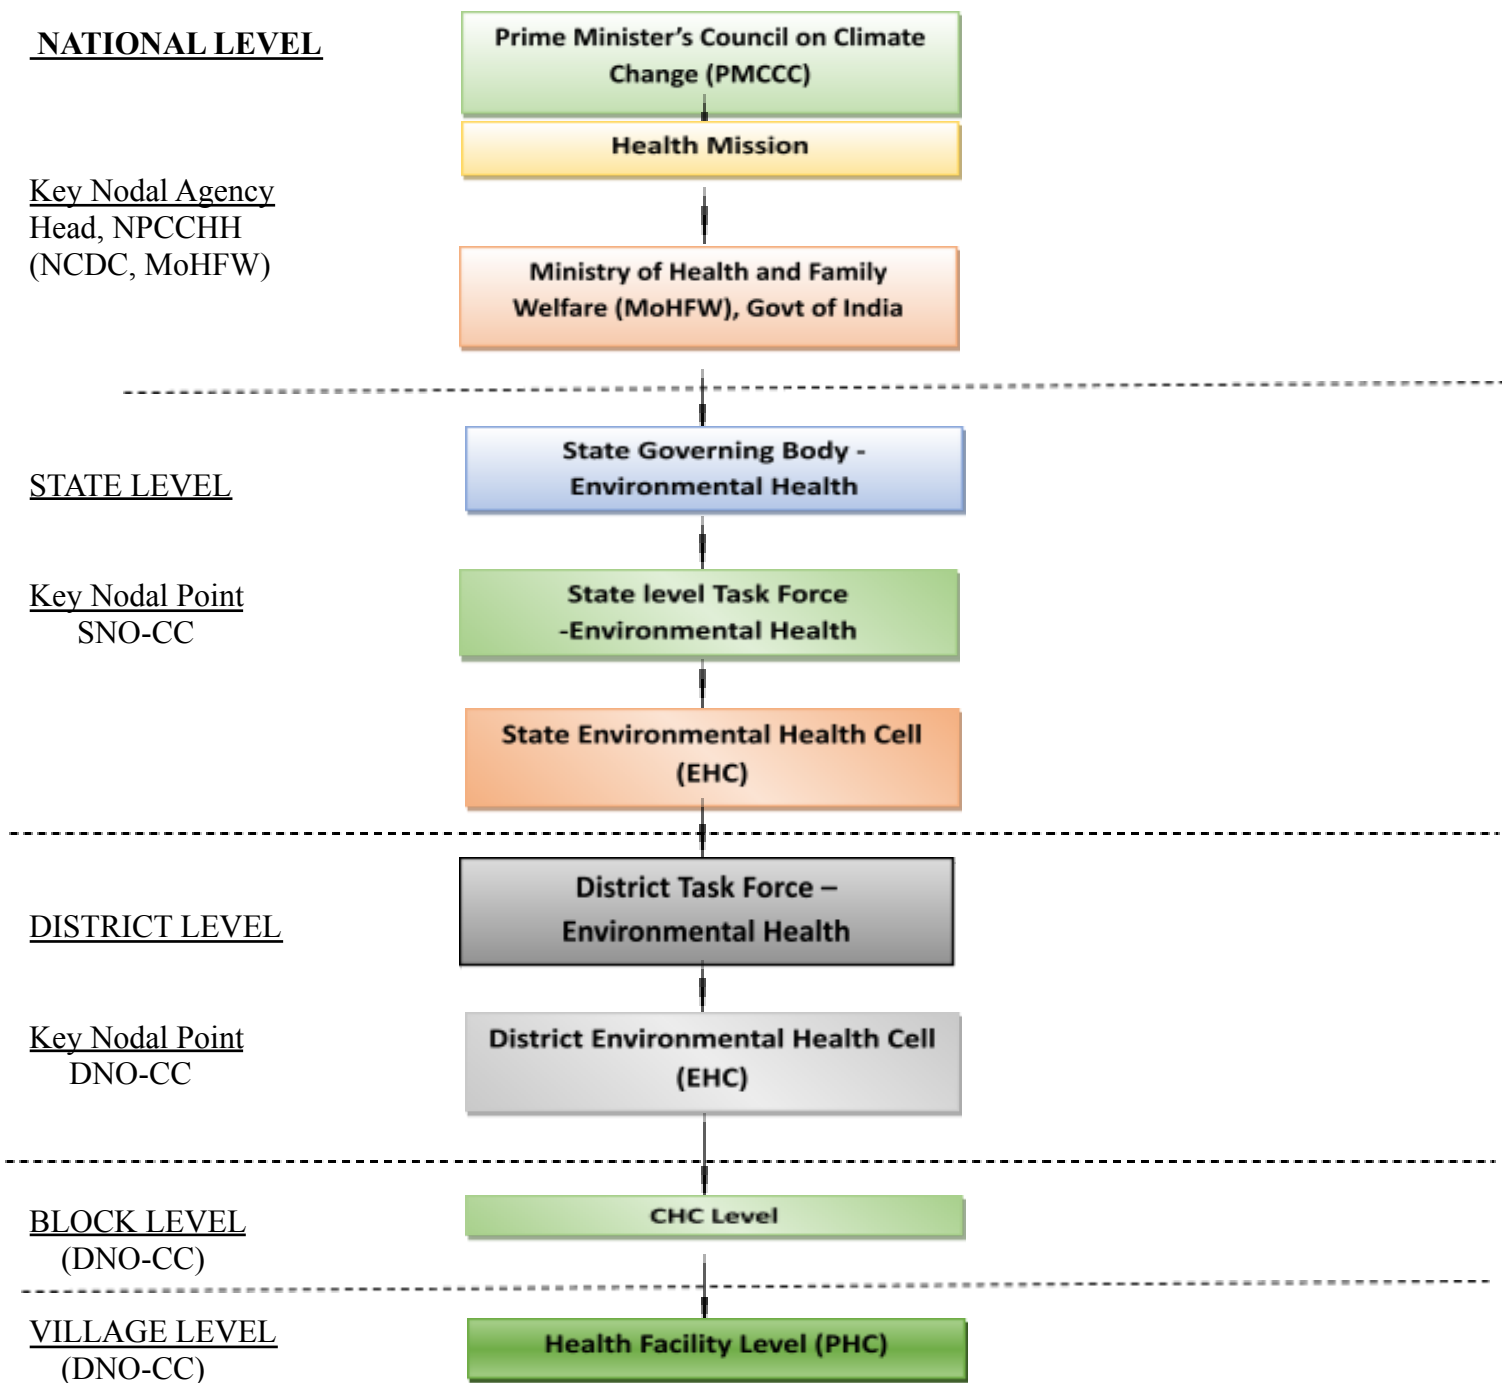 NATIONAL LEVEL
Prime Minister's Council on Climate
Change (PMCCC)
Health Mission
Key Nodal Agency
Head, NPCCHH
(NCDC, MoHFW)
Ministry of Health and Family
Welfare (MoHFW), Govt of India
State Governing Body -
Environmental Health
STATE LEVEL
Key Nodal Point
SNO-CC
State level Task Force
-Environmental Health
State Environmental Health Cell
(EHC)
District Task Force –
Environmental Health
DISTRICT LEVEL
Key Nodal Point
DNO-CC
District Environmental Health Cell
(EHC)
BLOCK LEVEL
(DNO-CC)
CHC Level
VILLAGE LEVEL
(DNO-CC)
Health Facility Level (PHC)